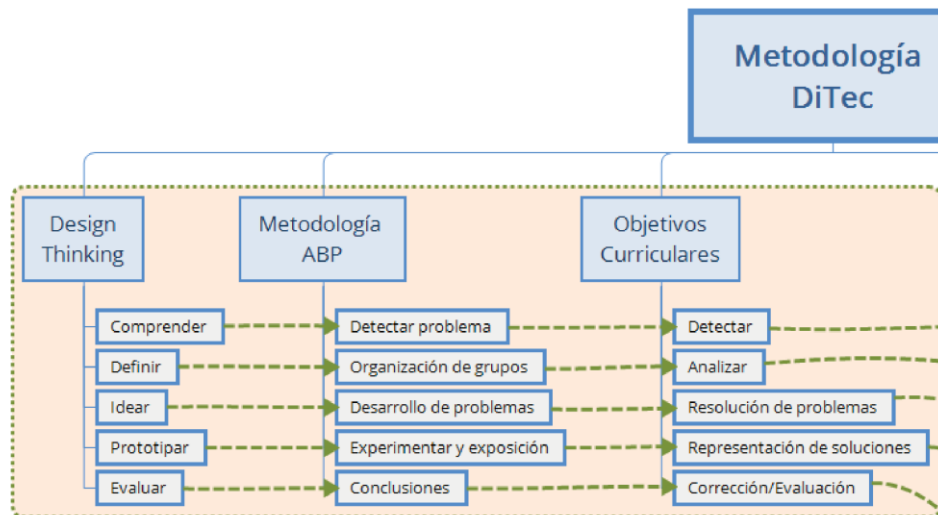 Metodología
DiTec
Design
Thinking
Metodología
ABP
Objetivos
Curriculares
Comprender
Detectar problema
Detectar
Definir
Organización de grupos
Analizar
Idear
Desarrollo de problemas
Resolución de problemas
Prototipar
Experimentar y exposición
Representación de soluciones
Evaluar
Conclusiones
Corrección/Evaluación